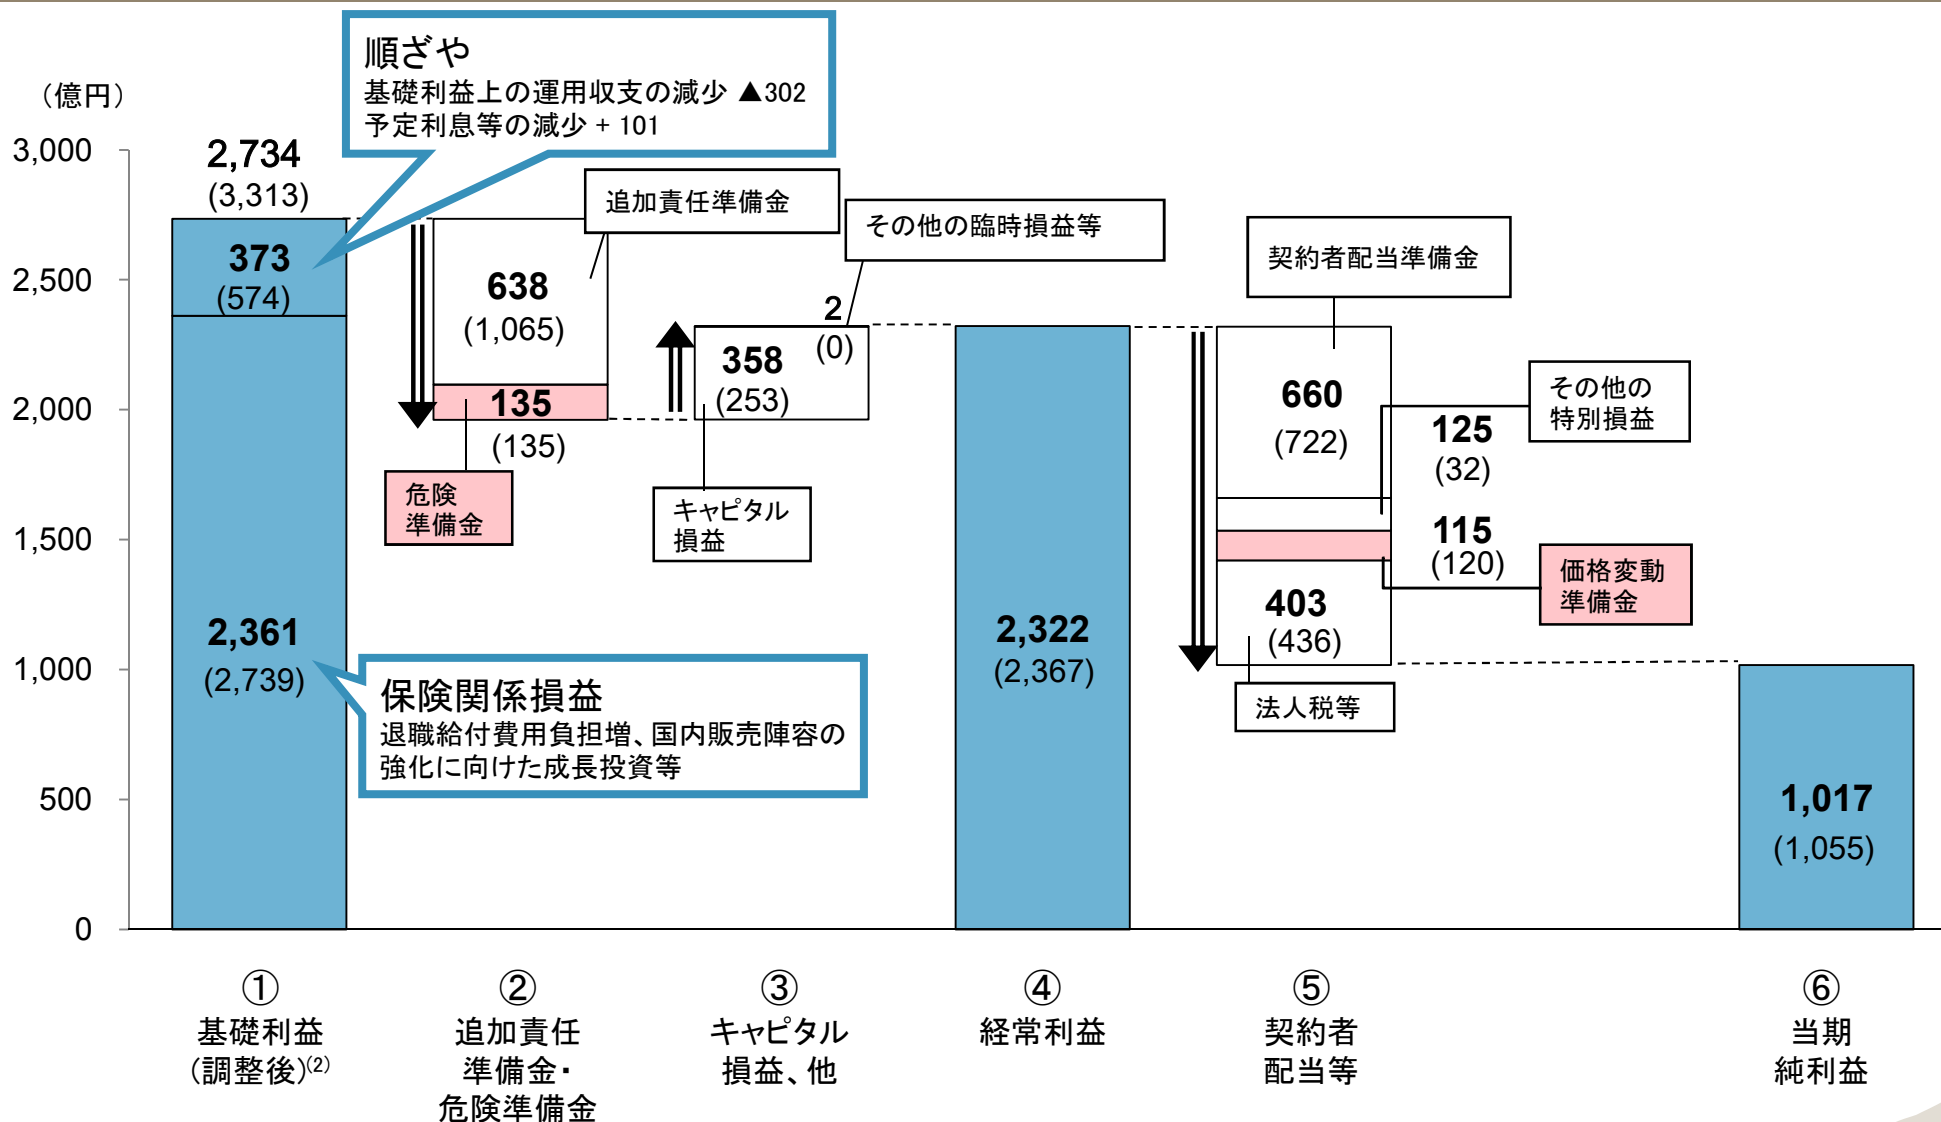 （億円）
順ざや
基礎利益上の運用収支の減少 ▲302
予定利息等の減少 + 101
3,000
2,500
2,000
1,500
1,000
500
0
2,734
(3,313)
373
(574)
2,361
(2,739)
保険関係損益
退職給付費用負担増、国内販売陣容の
強化に向けた成長投資等
追加責任準備金
638
(1,065)
135
(135)
危険
準備金
その他の臨時損益等
2
(0)
358
(253)
キャピタル
損益
2,322
(2,367)
契約者配当準備金
660
(722)
その他の
特別損益
125
(32)
115
(120)
価格変動
準備金
403
(436)
法人税等
1,017
(1,055)
①
基礎利益
（調整後）(2)
②
追加責任
準備金・
危険準備金
③
キャピタル
損益、他
④
経常利益
⑤
契約者
配当等
⑥
当期
純利益